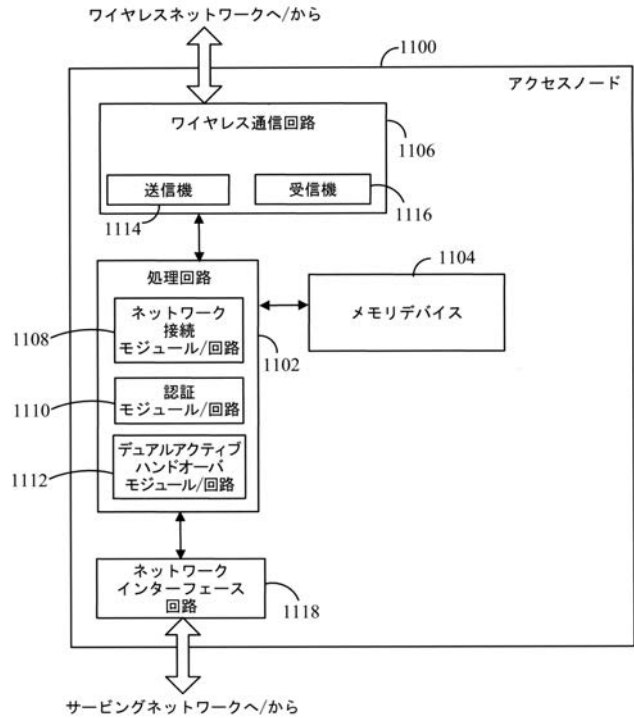 ワイヤレスネットワークへ/から
1100
アクセスノード
ワイヤレス通信回路
1106
送信機
受信機
1114
1116
処理回路
1104
メモリデバイス
ネットワーク
接続
モジュール/回路
1108
1102
認証
モジュール/回路
1110
デュアルアクティブ
ハンドオーバ
モジュール/回路
1112
ネットワーク
インターフェース
回路
1118
サービングネットワークへ/から